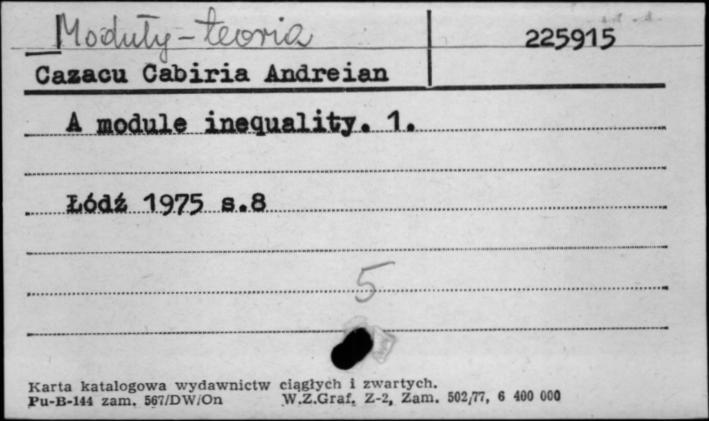 Moduły - teoria
225915
Cazacu Cabiria Andreian
A module inequality. 1.
Łódź 1975 s.8
5
Karta katalogowa wydawnictw ciągłych i zwartych.
Pu-B-144 zam. 567/DW/On W.Z.Graf. Z-2, Zam. 502/77, 6 400 000